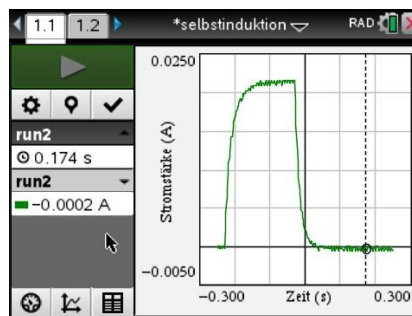 1.1 1.2 *selbstinduktion RAD
run2
0.174 s
run2
-0.0002 A
0.0250
Stromstärke (A)
-0.0050
-0.300 Zeit (s) 0.300